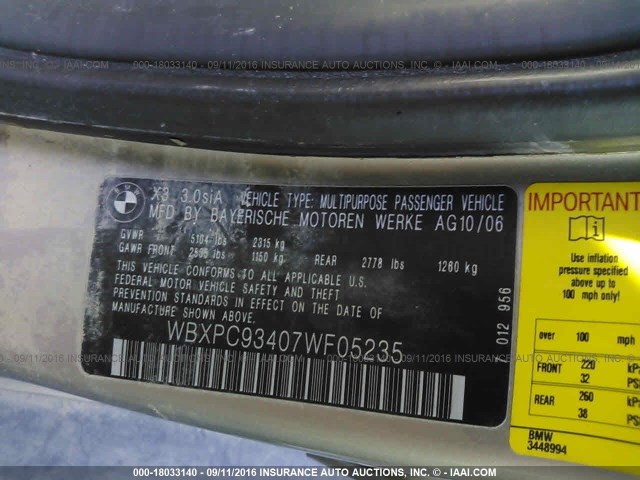 000-18033140 - 09/11/2016 - INSURANCE AUTO AUCTIONS, INC. - IAAI.COM
BMW
X3 3.0siA VEHICLE TYPE: MULTIPURPOSE PASSENGER VEHICLE
MFD BY BAYERISCHE MOTOREN WERKE AG10/06
GVWR 5104 lbs 2315 kg
GAWR FRONT 2535 lbs 1150 kg REAR 2778 lbs 1260 kg
THIS VEHICLE CONFORMS TO ALL APPLICABLE U.S.
FEDERAL MOTOR VEHICLE SAFETY AND THEFT
PREVENTION STANDARDS IN EFFECT ON THE DATE OF
MANUFACTURE SHOWN ABOVE.
WBXPC93407WF05235
012 956
IMPORTANT
Use inflation
pressure specified
above up to
100 mph only!
over 100 mph
FRONT 220 kP
32 PS
REAR 260 kP
38 PS
BMW
3448994
000-18033140 - 09/11/2016 - INSURANCE AUTO AUCTIONS, INC. - IAAI.COM